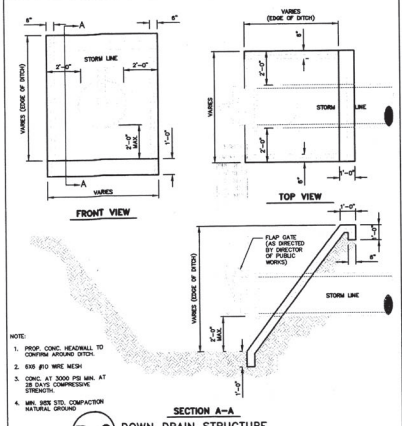 6"
A
6"
STORM LINE
2'-0"
2'-0"
VARIES (EDGE OF DITCH)
2'-0"
MAX.
1'-0"
A
VARIES
FRONT VIEW
VARIES
(EDGE OF DITCH)
6"
2'-0"
VARIES
STORM LINE
2'-0"
6"
1'-0"
TOP VIEW
1'-0"
FLAP GATE
(AS DIRECTED
BY DIRECTOR
OF PUBLIC
WORKS)
1'-0"
6"
VARIES (EDGE OF DITCH)
STORM LINE
2'-0"
MAX.
1'-0"
NOTE:
1. PROP. CONC. HEADWALL TO
CONFIRM AROUND DITCH.
2. 6X6 #10 WIRE MESH
3. CONC. AT 3000 PSI MIN. AT
28 DAYS COMPRESSIVE
STRENGTH.
4. MIN. 98% STD. COMPACTION
NATURAL GROUND
SECTION A-A
DOWN DRAIN STRUCTURE